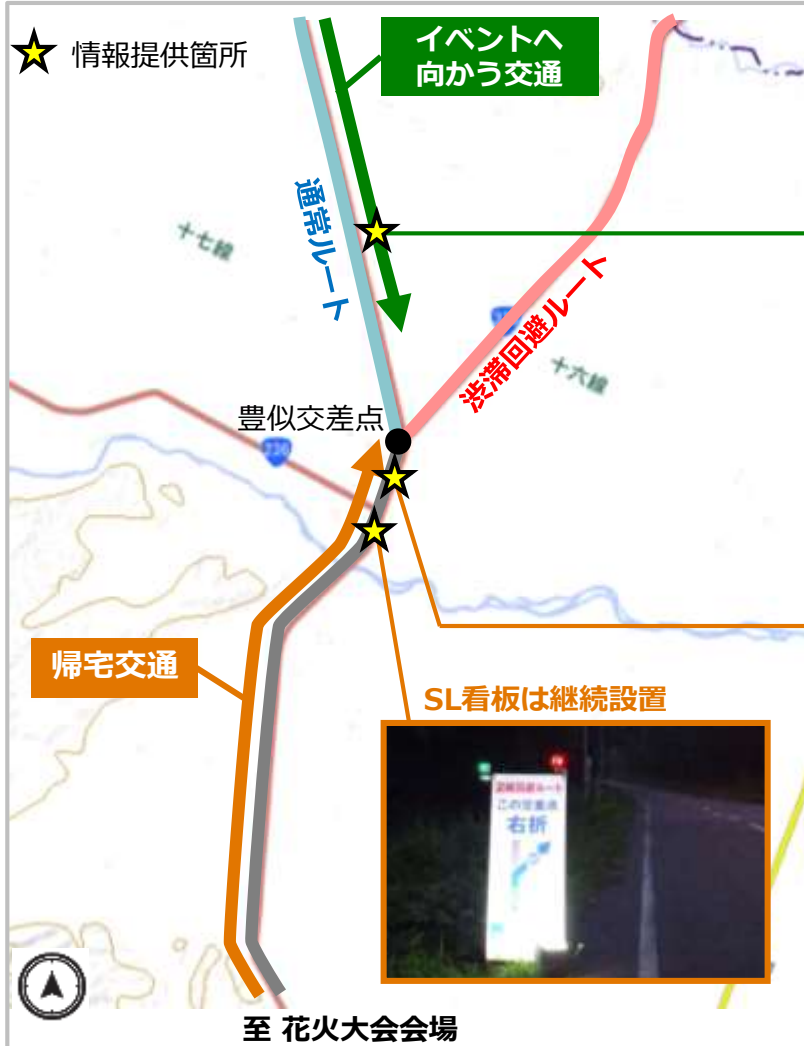 情報提供箇所
イベントへ
向かう交通
通常ルート
十七線
渋滞回避ルート
十六線
豊似交差点
236
帰宅交通
SL看板は継続設置
渋滞回避ルート
この交差点
右折
至 花火大会会場